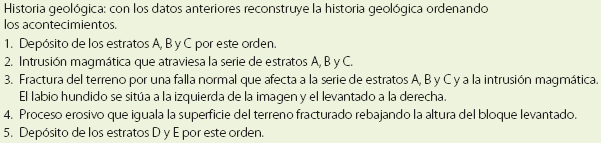 Historia geológica: con los datos anteriores reconstruye la historia geológica ordenando
los acontecimientos.
1. Depósito de los estratos A, B y C por este orden.
2. Intrusión magmática que atraviesa la serie de estratos A, B y C.
3. Fractura del terreno por una falla normal que afecta a la serie de estratos A, B y C y a la intrusión magmática.
El labio hundido se sitúa a la izquierda de la imagen y el levantado a la derecha.
4. Proceso erosivo que iguala la superficie del terreno fracturado rebajando la altura del bloque levantado.
5. Depósito de los estratos D y E por este orden.